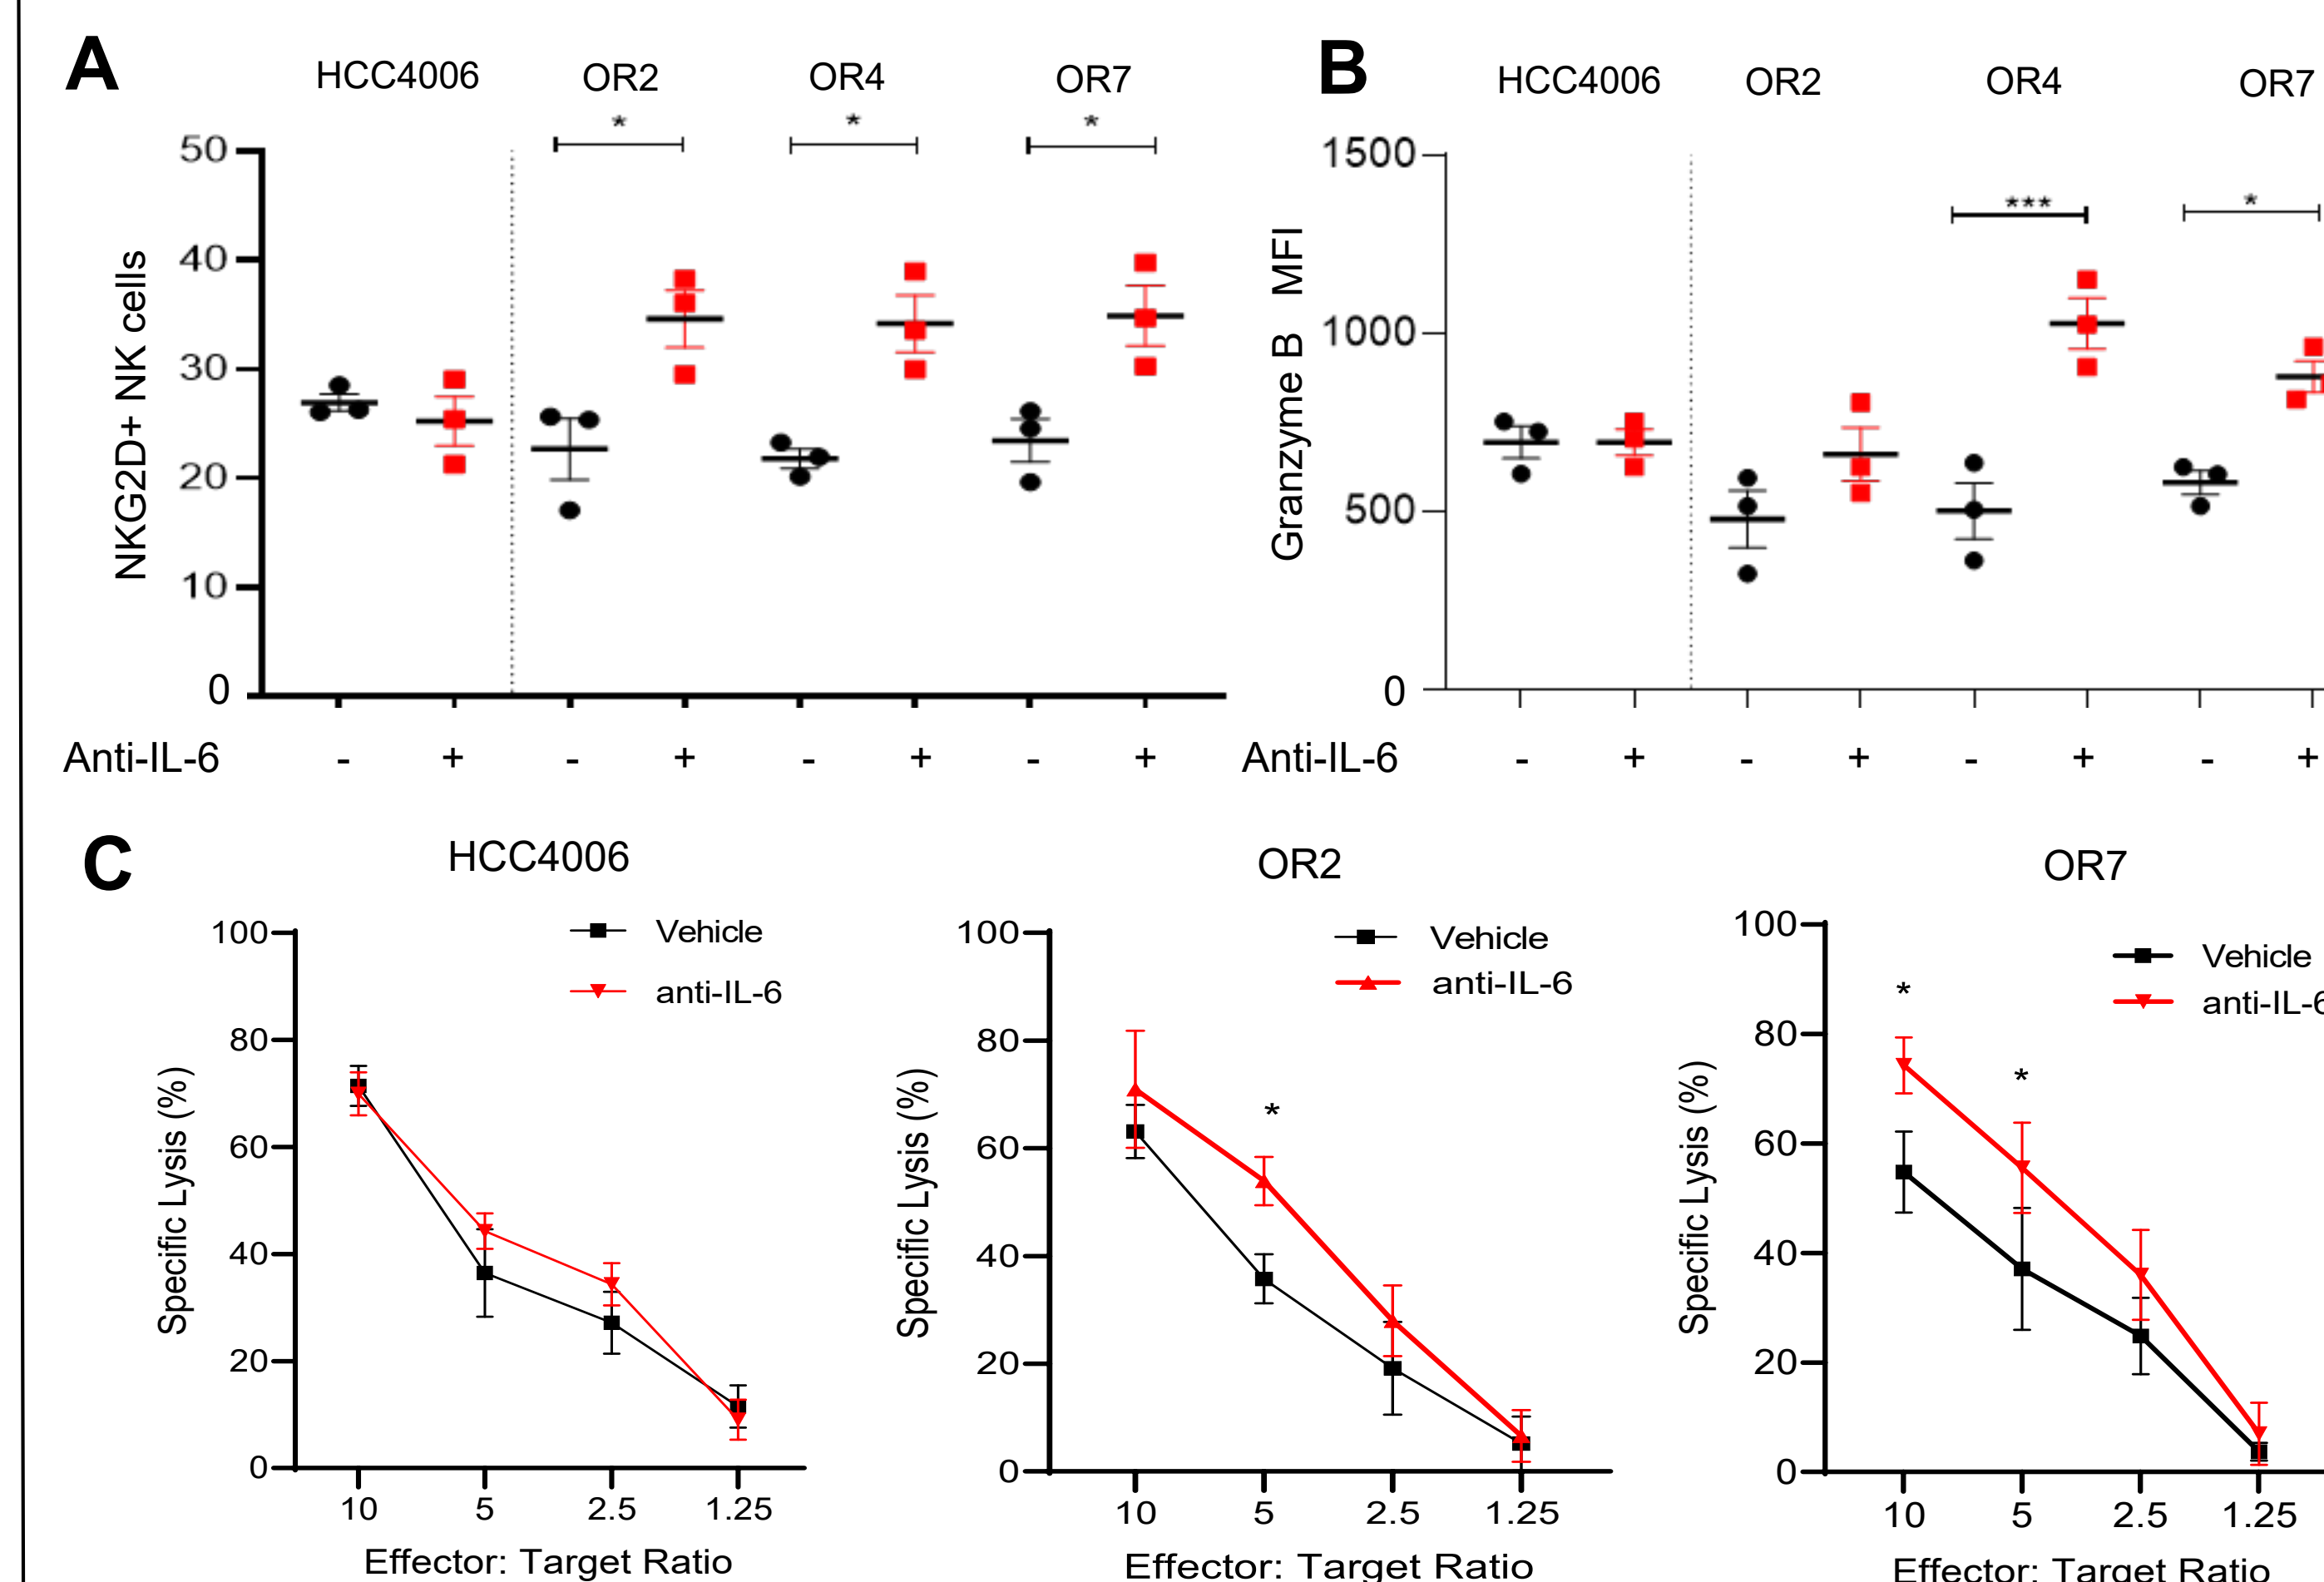 A
HCC4006 OR2 OR4 OR7
* * *
50
40
30
20
10
0
NKG2D+ NK cells
Anti-IL-6 - + - + - + - +
B
HCC4006 OR2 OR4 OR7
*** *
1500
1000
500
0
Granzyme B MFI
Anti-IL-6 - + - + - + - +
C
HCC4006
Vehicle
anti-IL-6
100
80
60
40
20
0
Specific Lysis (%)
10 5 2.5 1.25
Effector: Target Ratio
OR2
Vehicle
anti-IL-6
*
100
80
60
40
20
0
Specific Lysis (%)
10 5 2.5 1.25
Effector: Target Ratio
OR7
Vehicle
anti-IL-6
* *
100
80
60
40
20
0
Specific Lysis (%)
10 5 2.5 1.25
Effector: Target Ratio